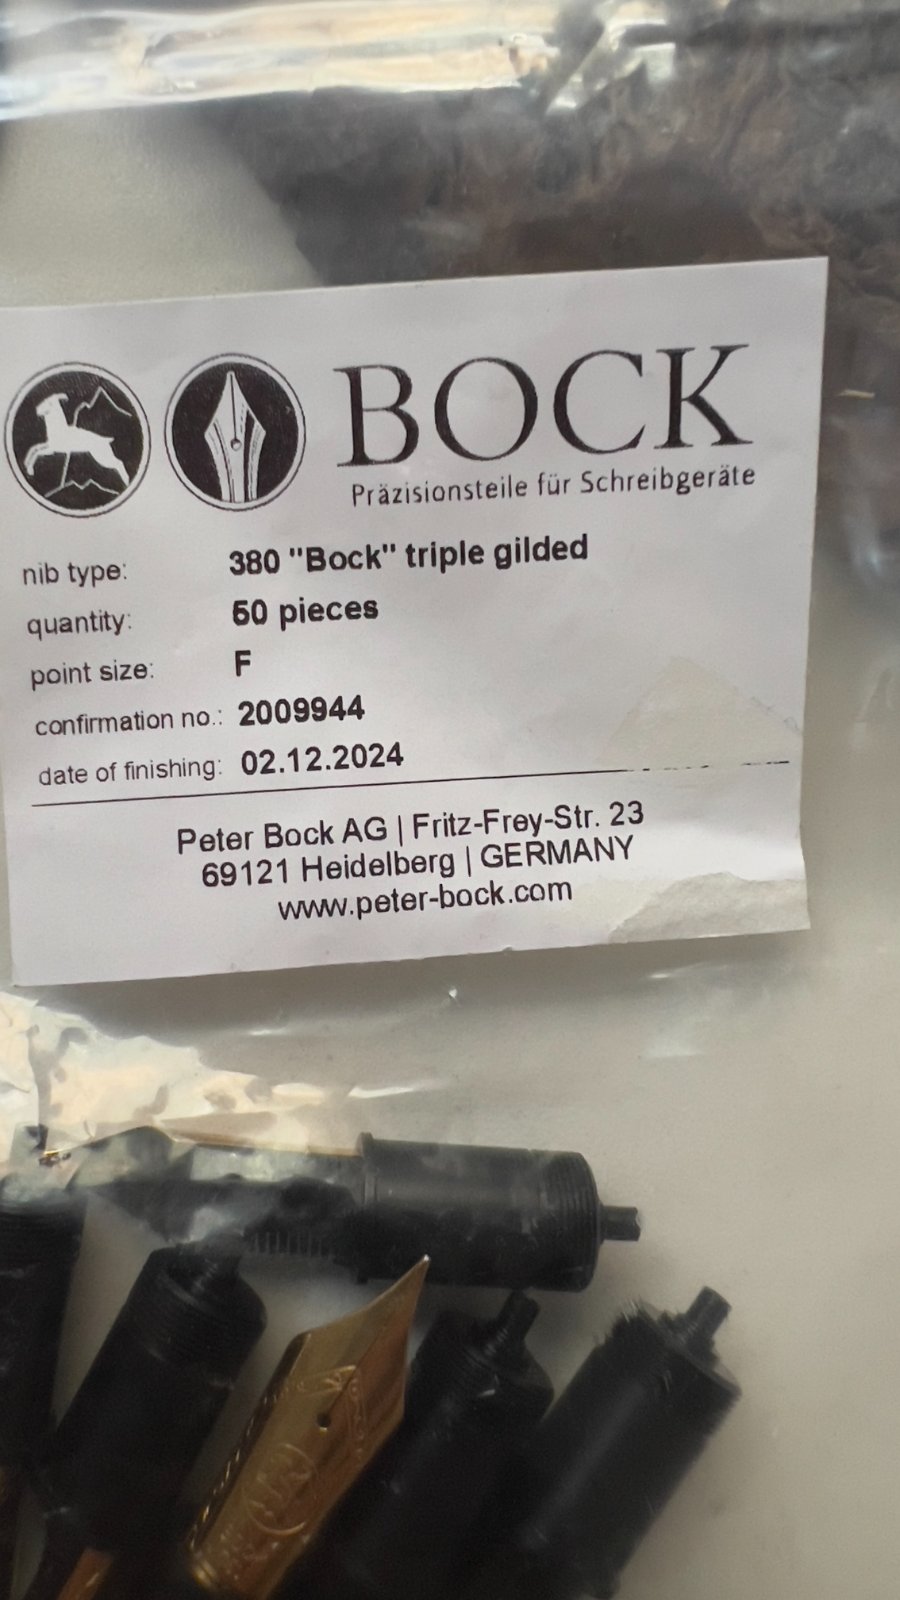 BOCK
Präzisionsteile für Schreibgeräte
nib type: 380 "Bock" triple gilded
quantity: 50 pieces
point size: F
confirmation no.: 2009944
date of finishing: 02.12.2024
Peter Bock AG | Fritz-Frey-Str. 23
69121 Heidelberg | GERMANY
www.peter-bock.com